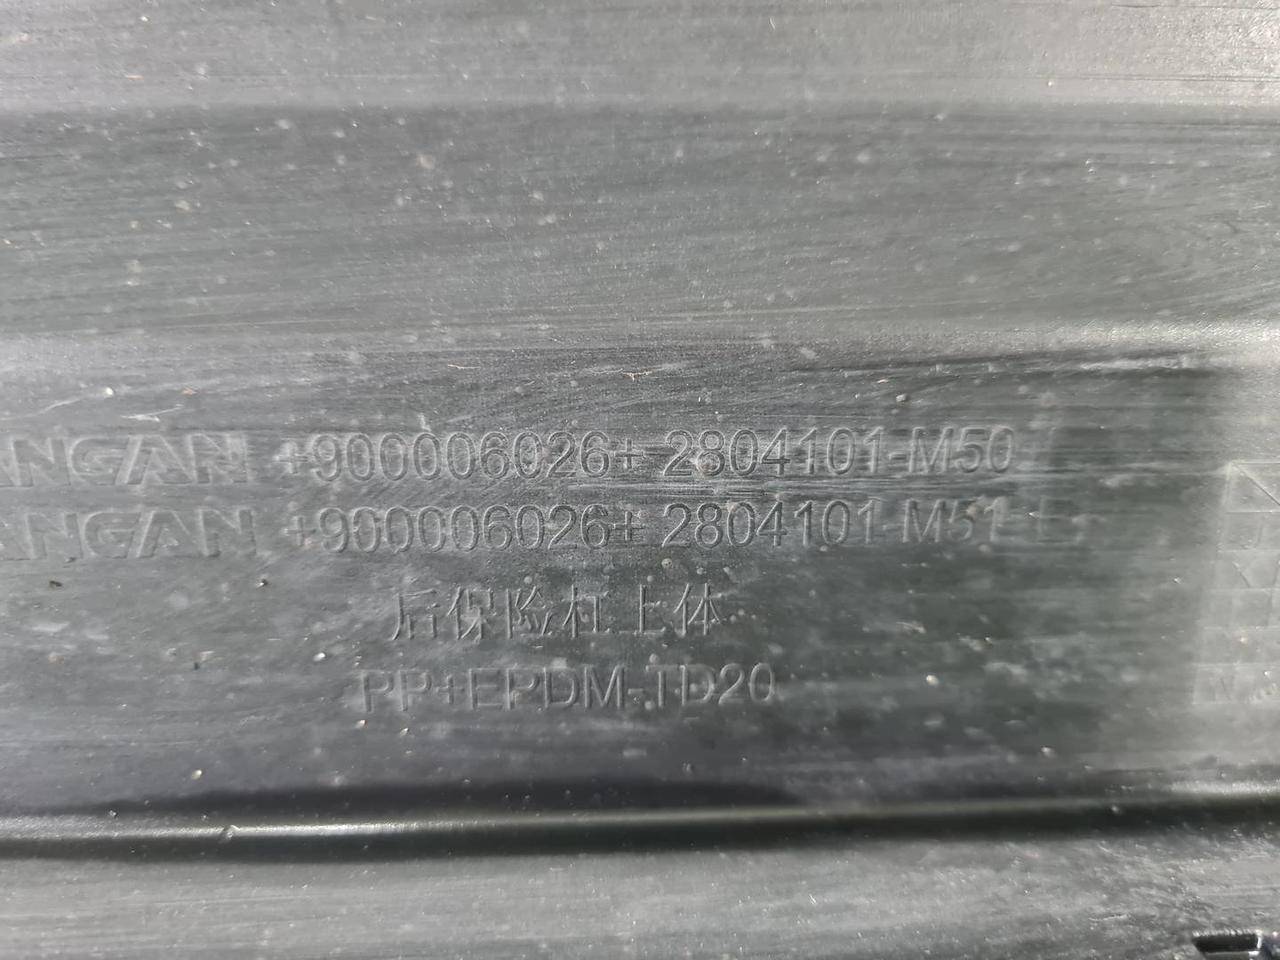 ANGAN +900006026+ 2804101-M50
ANGAN +900006026+ 2804101-M51 L
后保险杠上体
PP+EPDM-TD20